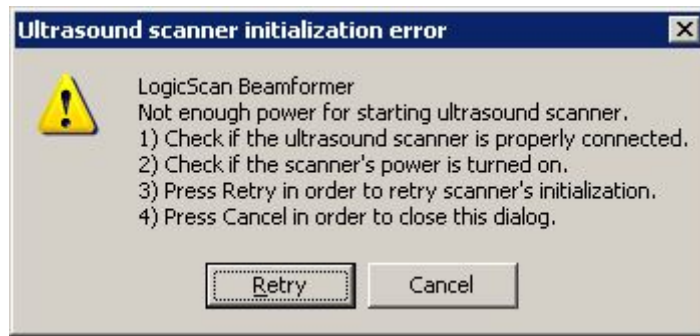 Ultrasound scanner initialization error
LogicScan Beamformer
Not enough power for starting ultrasound scanner.
1) Check if the ultrasound scanner is properly connected.
2) Check if the scanner's power is turned on.
3) Press Retry in order to retry scanner's initialization.
4) Press Cancel in order to close this dialog.
Retry Cancel